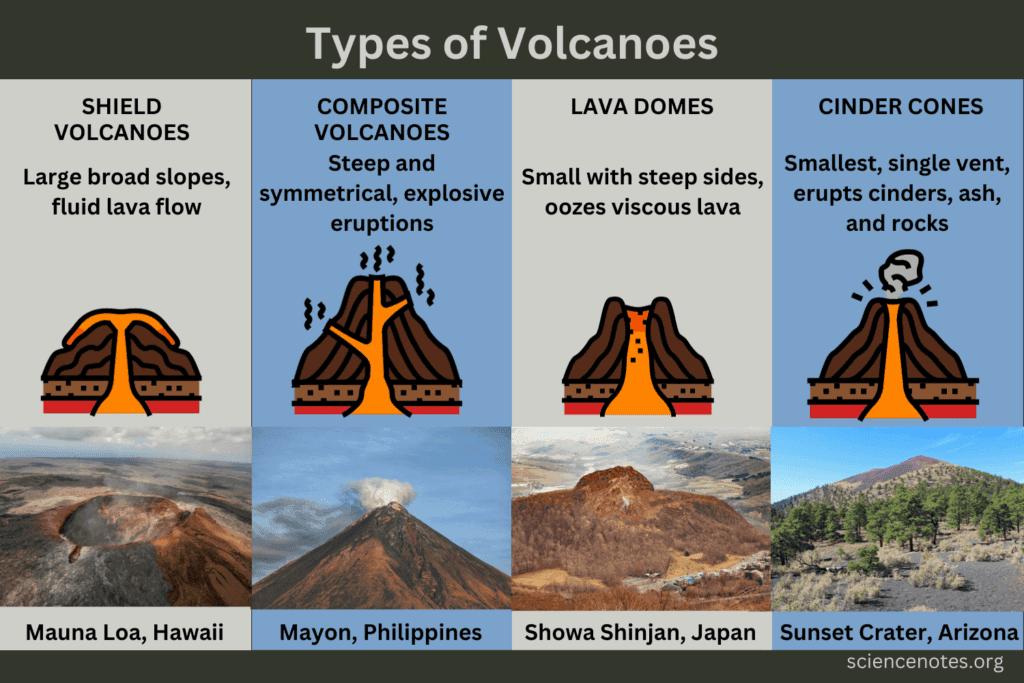 Types of Volcanoes
SHIELD
VOLCANOES
Large broad slopes,
fluid lava flow
Mauna Loa, Hawaii
COMPOSITE
VOLCANOES
Steep and
symmetrical, explosive
eruptions
Mayon, Philippines
LAVA DOMES
Small with steep sides,
oozes viscous lava
Showa Shinjan, Japan
CINDER CONES
Smallest, single vent,
erupts cinders, ash,
and rocks
Sunset Crater, Arizona
sciencenotes.org